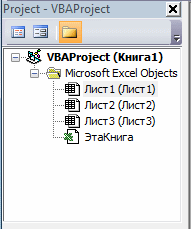 Project - VBAProject
VBAProject (Книга1)
Microsoft Excel Objects
Лист1 (Лист1)
Лист2 (Лист2)
Лист3 (Лист3)
ЭтаКнига